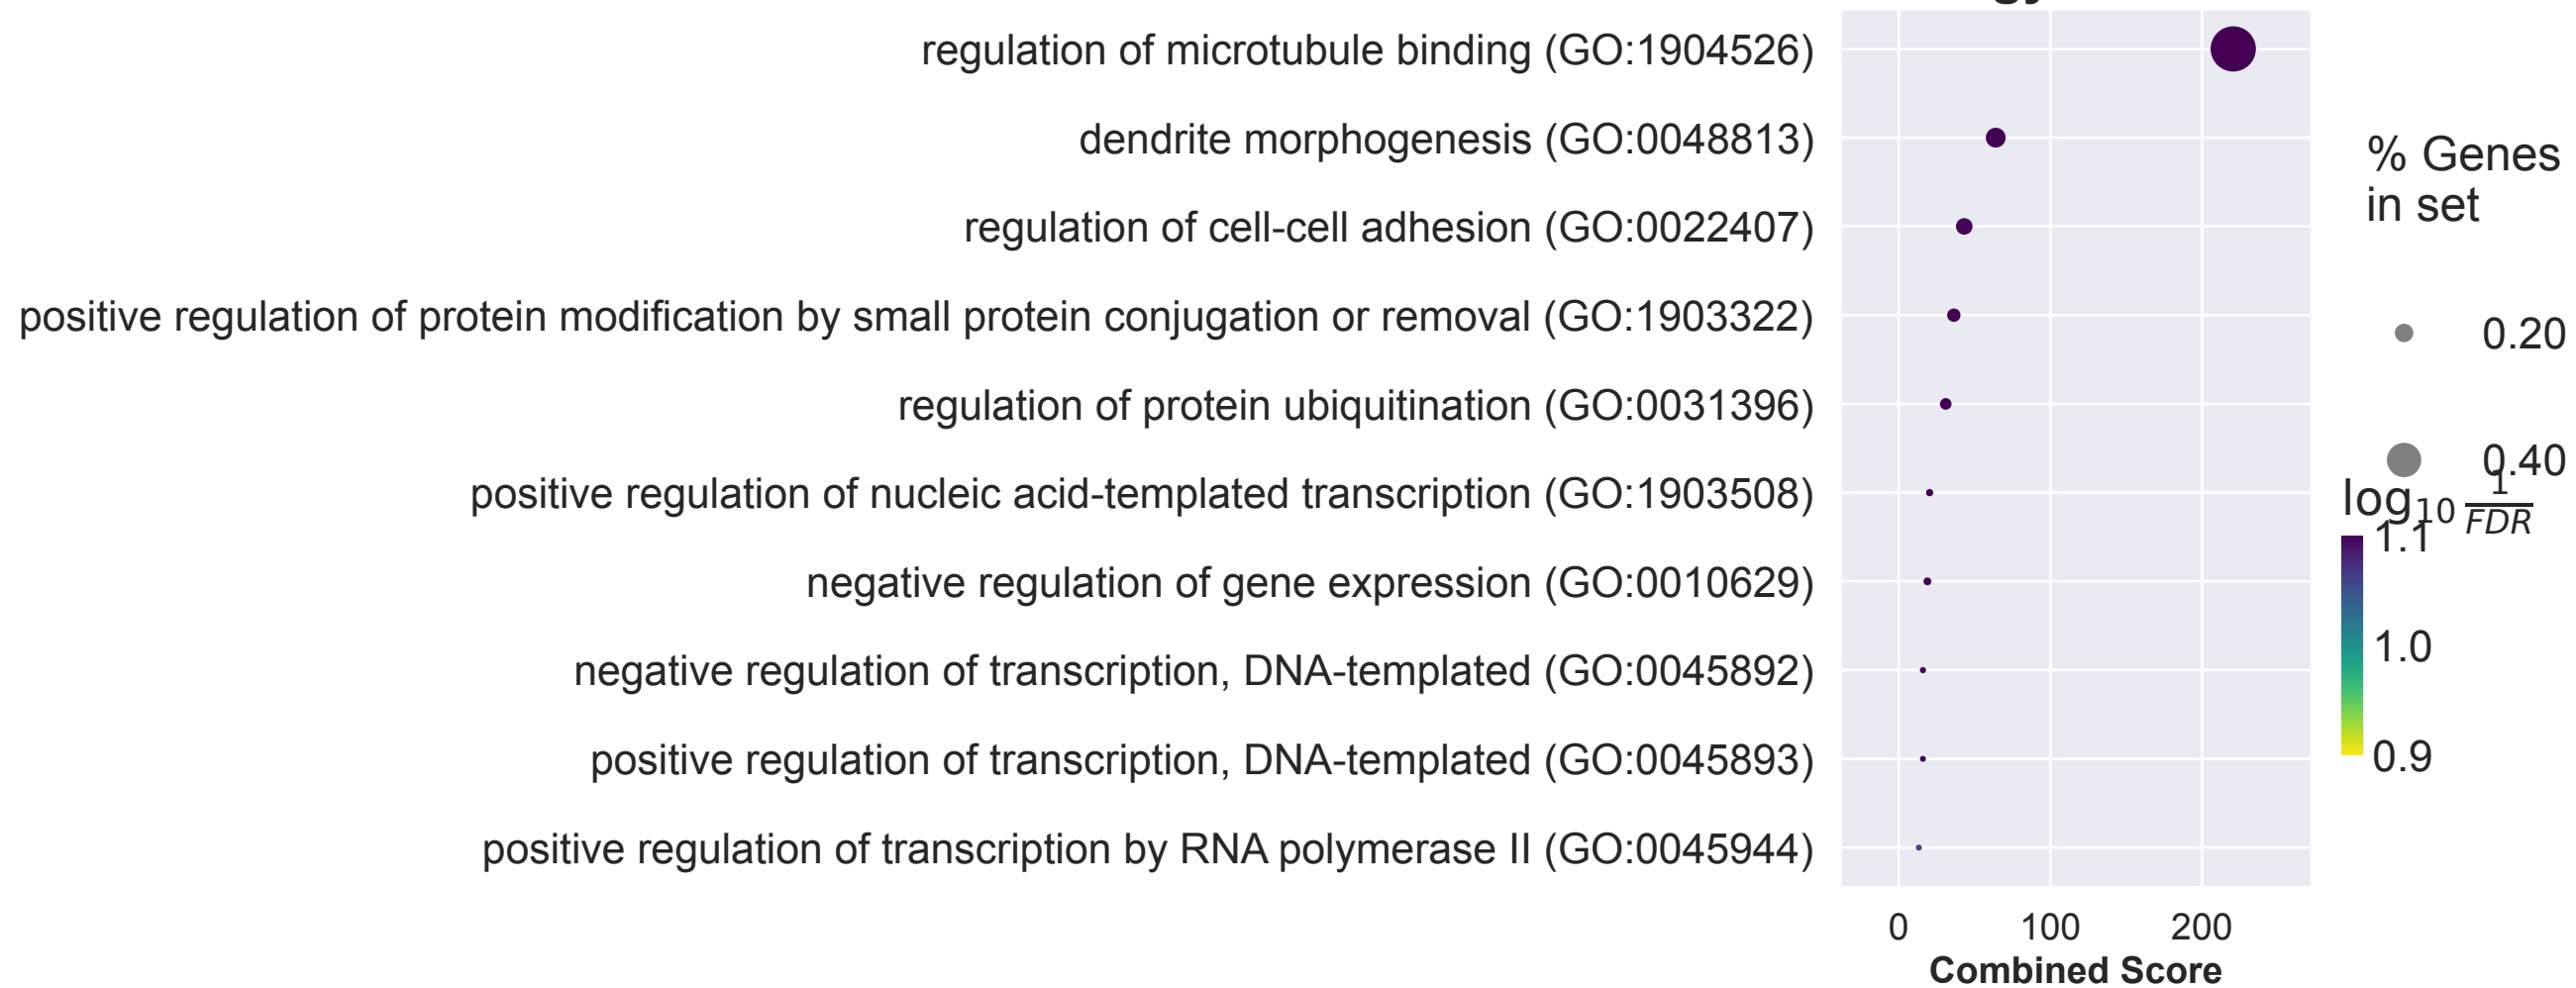 regulation of microtubule binding (GO:1904526)
dendrite morphogenesis (GO:0048813)
regulation of cell-cell adhesion (GO:0022407)
positive regulation of protein modification by small protein conjugation or removal (GO:1903322)
regulation of protein ubiquitination (GO:0031396)
positive regulation of nucleic acid-templated transcription (GO:1903508)
negative regulation of gene expression (GO:0010629)
negative regulation of transcription, DNA-templated (GO:0045892)
positive regulation of transcription, DNA-templated (GO:0045893)
positive regulation of transcription by RNA polymerase II (GO:0045944)
0 100 200
Combined Score
% Genes
in set
0.20
0.40
log₁₀ 1/FDR
1.1
1.0
0.9